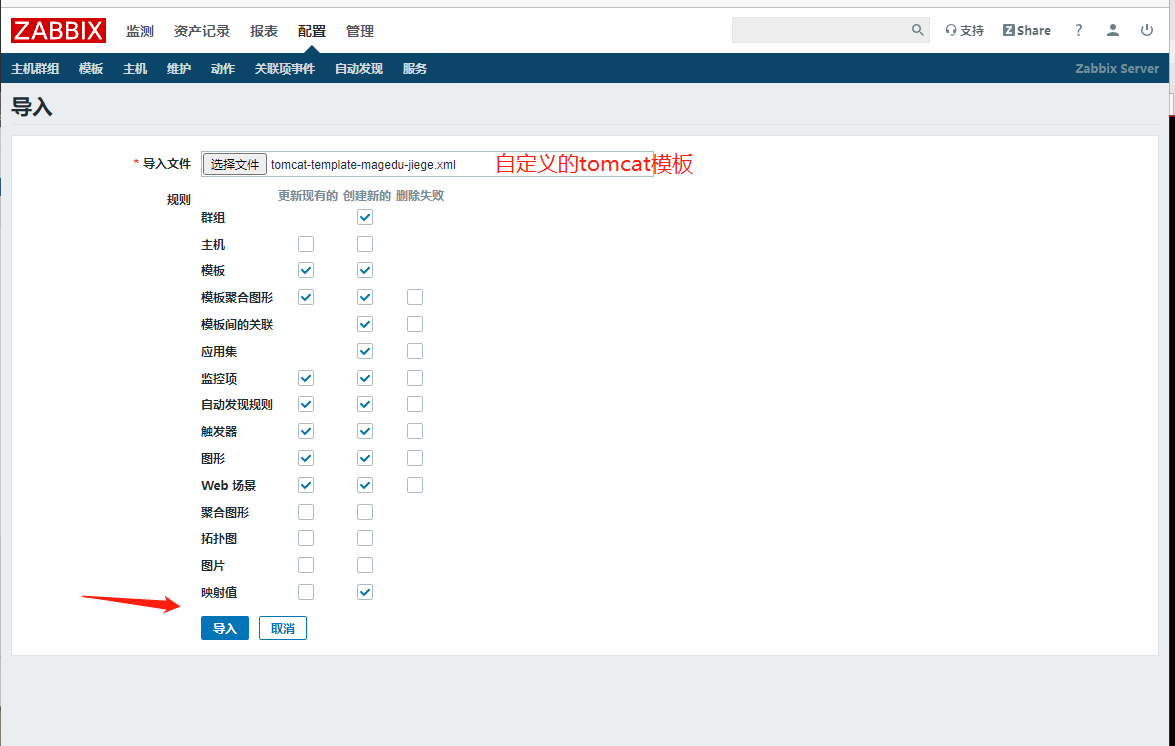 ZABBIX 监测 资产记录 报表 配置 管理 支持 Z Share ?
主机群组 模板 主机 维护 动作 关联项事件 自动发现 服务 Zabbix Server
导入
* 导入文件 选择文件 tomcat-template-magedu-jiege.xml 自定义的tomcat模板
规则 更新现有的 创建新的 删除失败
群组
主机
模板
模板聚合图形
模板间的关联
应用集
监控项
自动发现规则
触发器
图形
Web 场景
聚合图形
拓扑图
图片
映射值
导入 取消